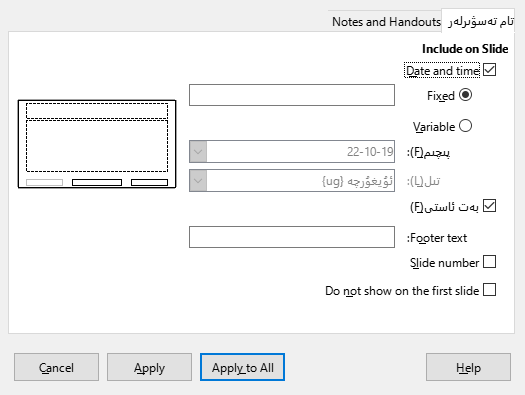 تام تەسۋىرلەر
Notes and Handouts
Include on Slide
Date and time
Fixed
Variable
پىچىم(F):
22-10-19
تىل(L):
ئۇيغۇرچە {ug}
بەت ئاستى(F)
Footer text:
Slide number
Do not show on the first slide
Help
Apply to All
Apply
Cancel